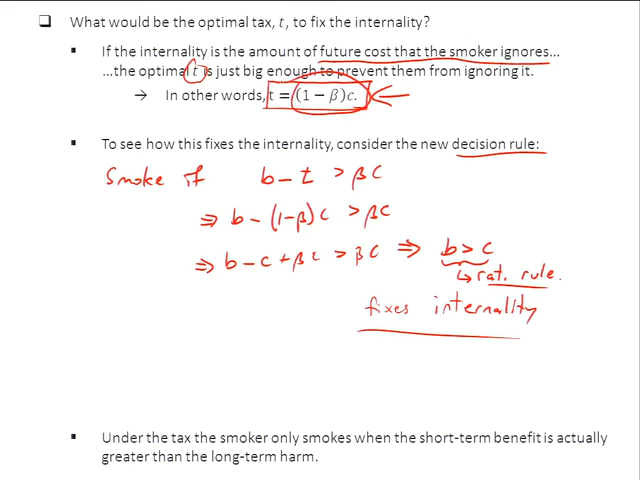 What would be the optimal tax, t, to fix the internality?
If the internality is the amount of future cost that the smoker ignores…
…the optimal t is just big enough to prevent them from ignoring it.
→ In other words, t = (1 − β)c.
To see how this fixes the internality, consider the new decision rule:
Smoke if b − t > βc
⇒ b − (1−β)c > βc
⇒ b − c + βc > βc ⇒ b > c
↳ rat. rule.
fixes internality
Under the tax the smoker only smokes when the short-term benefit is actually
greater than the long-term harm.